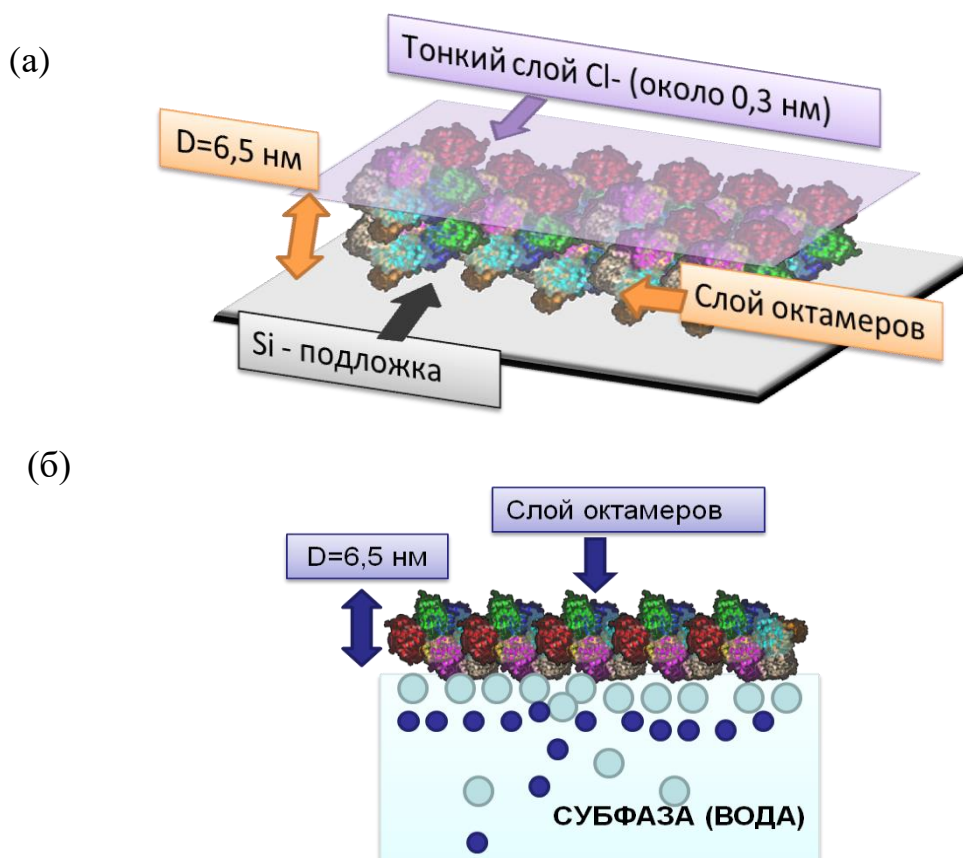 (а)
Тонкий слой Cl- (около 0,3 нм)
D=6,5 нм
Слой октамеров
Si - подложка
(б)
Слой октамеров
D=6,5 нм
СУБФАЗА (ВОДА)